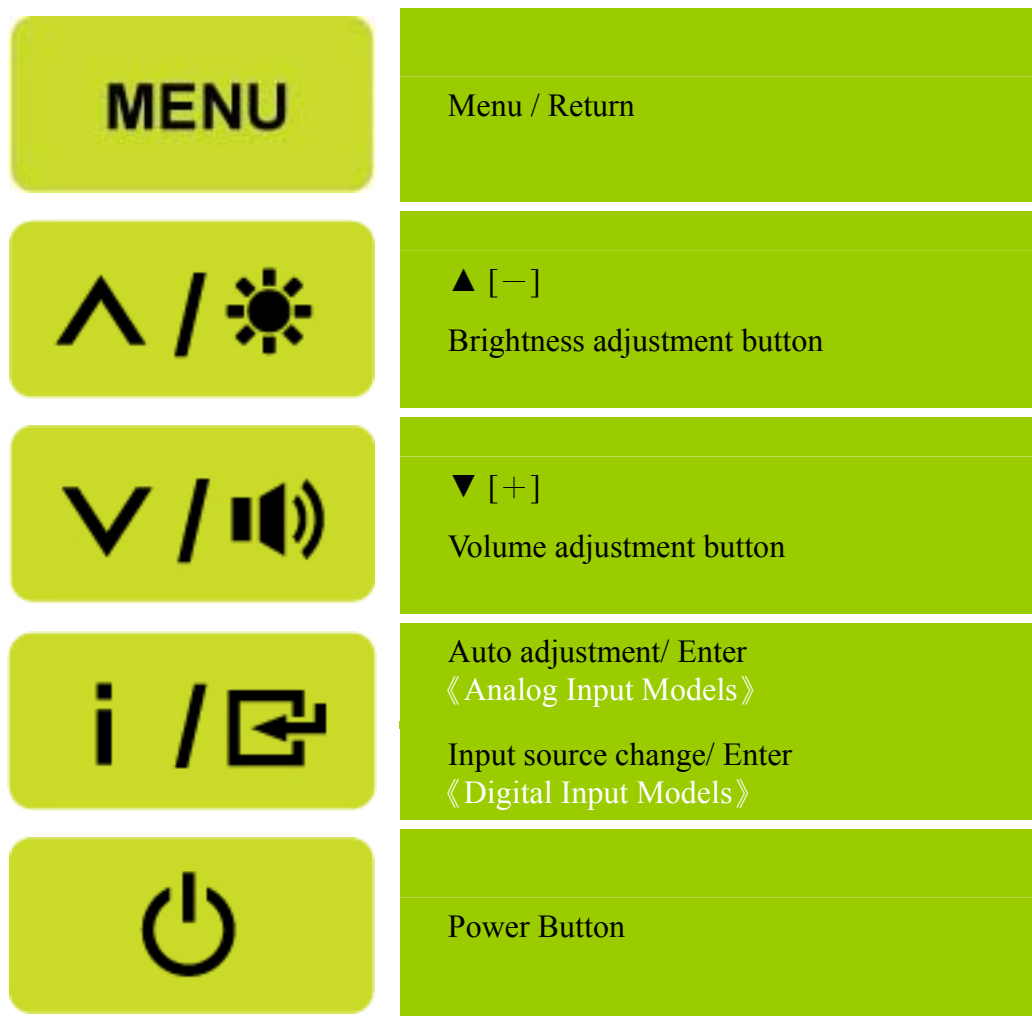 MENU
Menu / Return
∧ /
▲ [－]
Brightness adjustment button
∨ /
▼ [＋]
Volume adjustment button
i /
Auto adjustment/ Enter
《Analog Input Models》
Input source change/ Enter
《Digital Input Models》
Power Button